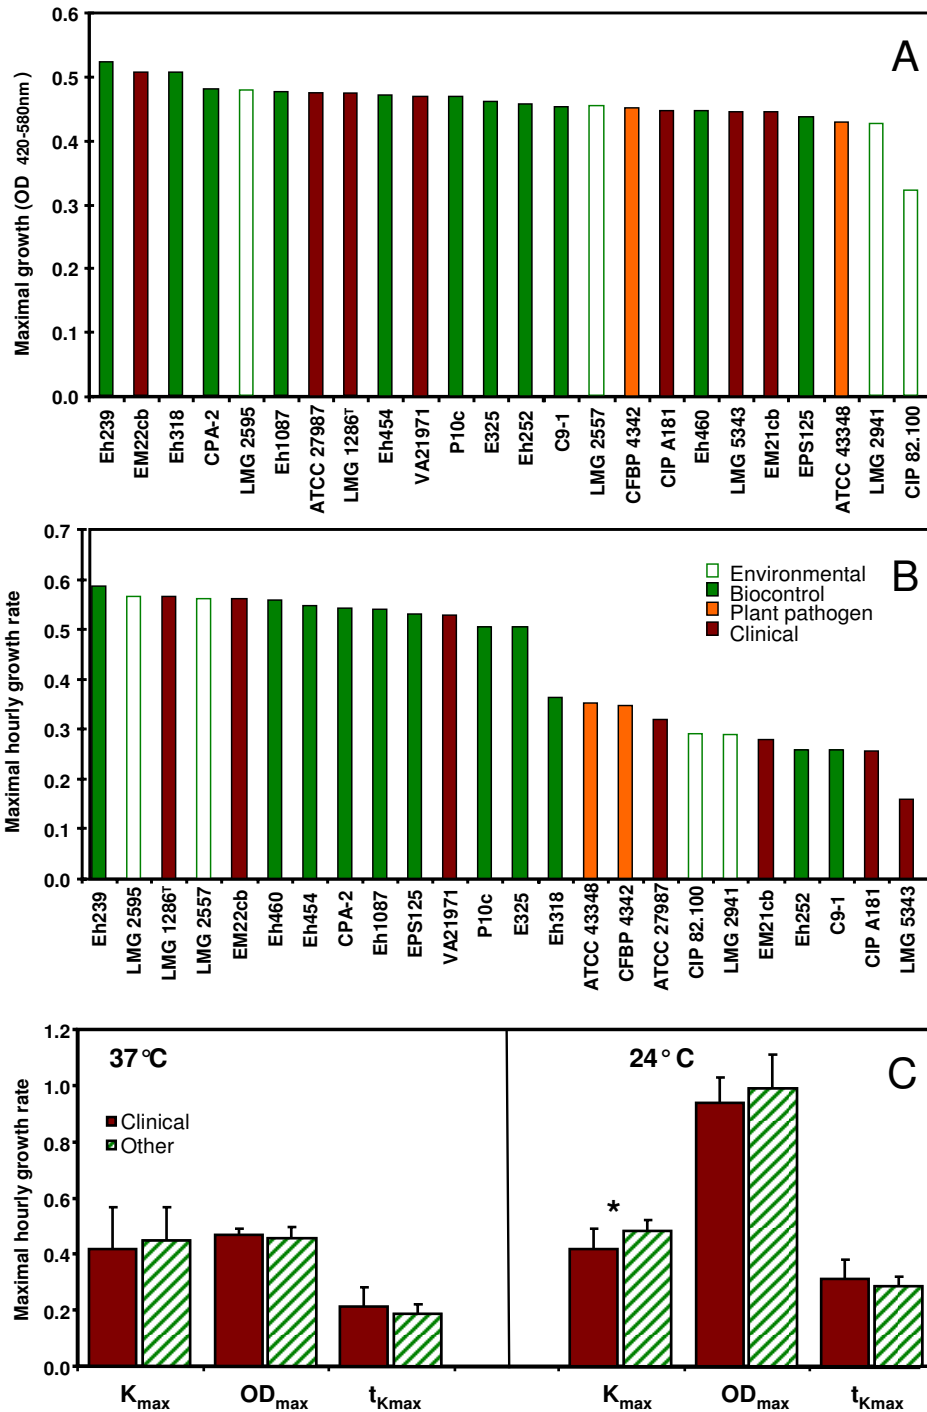 A
Maximal growth (OD 420-580nm)
0.6
0.5
0.4
0.3
0.2
0.1
0.0
Eh239
EM22cb
Eh318
CPA-2
LMG 2595
Eh1087
ATCC 27987
LMG 1286T
Eh454
VA21971
P10c
E325
Eh252
C9-1
LMG 2557
CFBP 4342
CIP A181
Eh460
LMG 5343
EM21cb
EPS125
ATCC 43348
LMG 2941
CIP 82.100
B
Maximal hourly growth rate
0.7
0.6
0.5
0.4
0.3
0.2
0.1
0.0
Environmental
Biocontrol
Plant pathogen
Clinical
Eh239
LMG 2595
LMG 1286T
LMG 2557
EM22cb
Eh460
Eh454
CPA-2
Eh1087
EPS125
VA21971
P10c
E325
Eh318
ATCC 43348
CFBP 4342
ATCC 27987
CIP 82.100
LMG 2941
EM21cb
Eh252
C9-1
CIP A181
LMG 5343
C
Maximal hourly growth rate
1.2
1.0
0.8
0.6
0.4
0.2
0.0
37°C
24°C
Clinical
Other
*
Kmax
ODmax
tKmax
Kmax
ODmax
tKmax